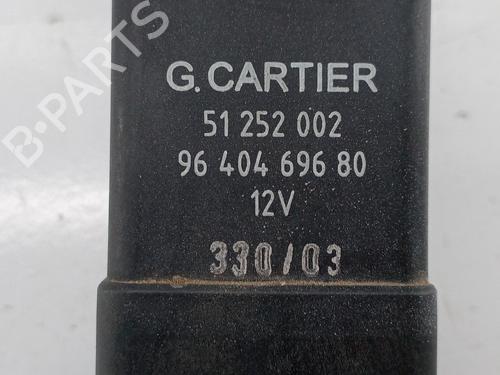 B-PARTS
G. CARTIER
51 252 002
96 404 696 80
12V
330/03